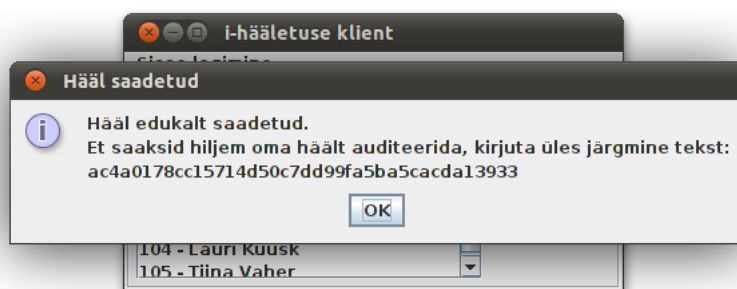 i-hääletuse klient
Hääl saadetud
Hääl edukalt saadetud.
Et saaksid hiljem oma häält auditeerida, kirjuta üles järgmine tekst:
ac4a0178cc15714d50c7dd99fa5ba5cacda13933
OK
104 - Lauri Kuusk
105 - Tiina Vaher